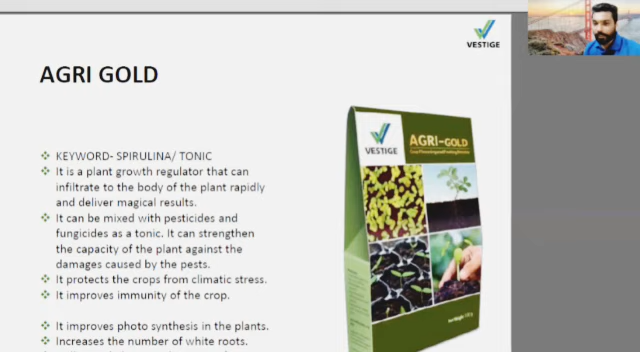 VESTIGE
AGRI GOLD
❖ KEYWORD- SPIRULINA/ TONIC
❖ It is a plant growth regulator that can
infiltrate to the body of the plant rapidly
and deliver magical results.
❖ It can be mixed with pesticides and
fungicides as a tonic. It can strengthen
the capacity of the plant against the
damages caused by the pests.
❖ It protects the crops from climatic stress.
❖ It improves immunity of the crop.
❖ It improves photo synthesis in the plants.
❖ Increases the number of white roots.
VESTIGE
AGRI-GOLD